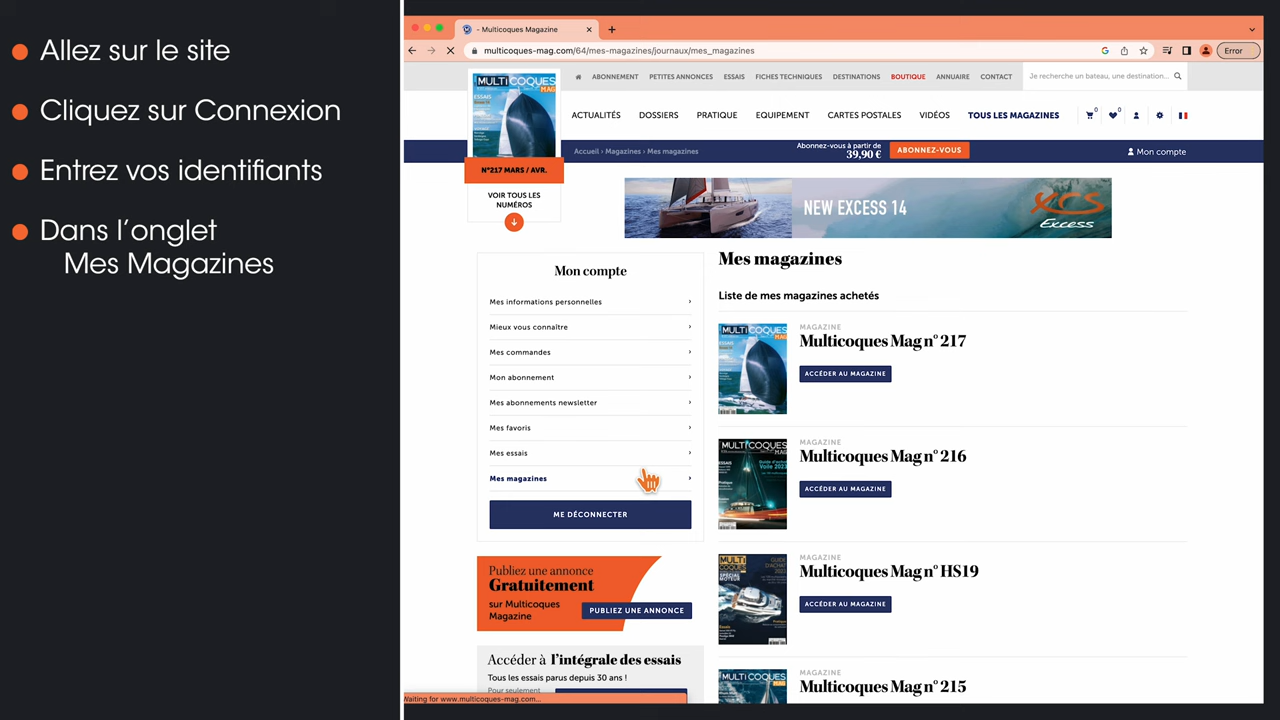 Allez sur le site
Cliquez sur Connexion
Entrez vos identifiants
Dans l'onglet
Mes Magazines
- Multicoques Magazine
multicoques-mag.com/64/mes-magazines/journaux/mes_magazines
Error
ABONNEMENT PETITES ANNONCES ESSAIS FICHES TECHNIQUES DESTINATIONS BOUTIQUE ANNUAIRE CONTACT
Je recherche un bateau, une destination...
MULTICOQUES
MAG
ACTUALITÉS DOSSIERS PRATIQUE EQUIPEMENT CARTES POSTALES VIDÉOS TOUS LES MAGAZINES 0 0
Accueil › Magazines › Mes magazines
Abonnez-vous à partir de
39,90 €
ABONNEZ-VOUS
Mon compte
N°217 MARS / AVR.
VOIR TOUS LES
NUMÉROS
NEW EXCESS 14
XCS
Excess
Mon compte
Mes informations personnelles
Mieux vous connaître
Mes commandes
Mon abonnement
Mes abonnements newsletter
Mes favoris
Mes essais
Mes magazines
ME DÉCONNECTER
Publiez une annonce
Gratuitement
sur Multicoques
Magazine
PUBLIEZ UNE ANNONCE
Accéder à l'intégrale des essais
Tous les essais parus depuis 30 ans !
Pour seulement
Waiting for www.multicoques-mag.com...
Mes magazines
Liste de mes magazines achetés
MAGAZINE
Multicoques Mag n° 217
ACCÉDER AU MAGAZINE
MAGAZINE
Multicoques Mag n° 216
ACCÉDER AU MAGAZINE
MAGAZINE
Multicoques Mag n° HS19
ACCÉDER AU MAGAZINE
MAGAZINE
Multicoques Mag n° 215